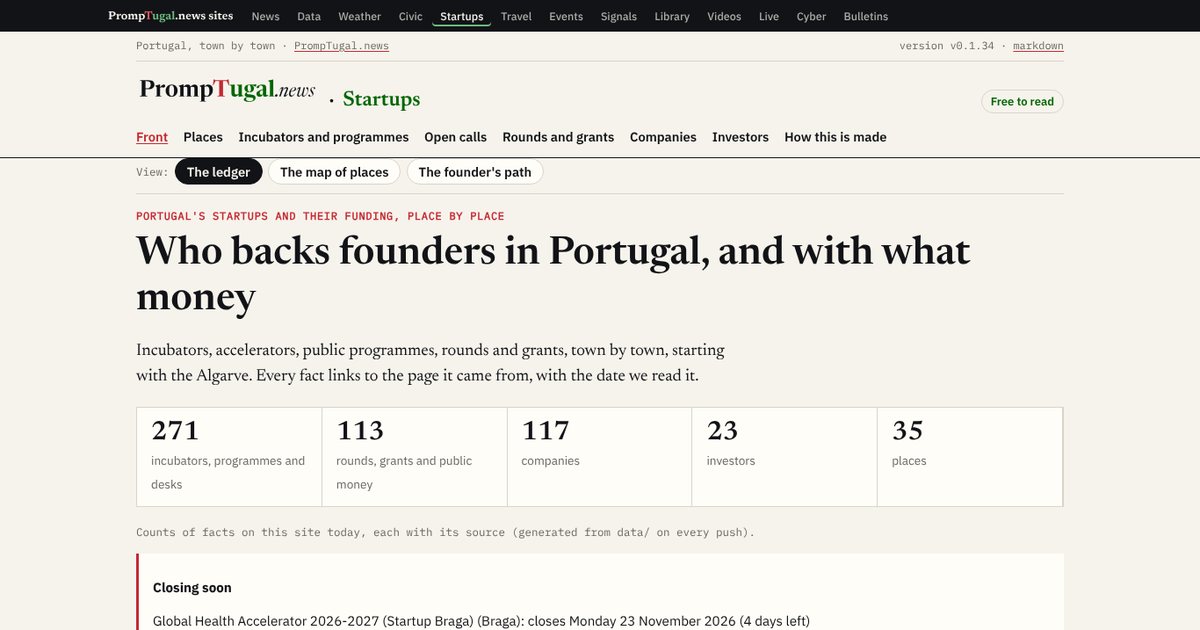 PrompTugal.news sites News Data Weather Civic Startups Travel Events Signals Library Videos Live Cyber Bulletins
Portugal, town by town · PrompTugal.news
version v0.1.34 · markdown
PrompTugal.news · Startups
Free to read
Front Places Incubators and programmes Open calls Rounds and grants Companies Investors How this is made
View: The ledger The map of places The founder's path
PORTUGAL'S STARTUPS AND THEIR FUNDING, PLACE BY PLACE
Who backs founders in Portugal, and with what
money
Incubators, accelerators, public programmes, rounds and grants, town by town, starting
with the Algarve. Every fact links to the page it came from, with the date we read it.
271
incubators, programmes and
desks
113
rounds, grants and public
money
117
companies
23
investors
35
places
Counts of facts on this site today, each with its source (generated from data/ on every push).
Closing soon
Global Health Accelerator 2026-2027 (Startup Braga) (Braga): closes Monday 23 November 2026 (4 days left)